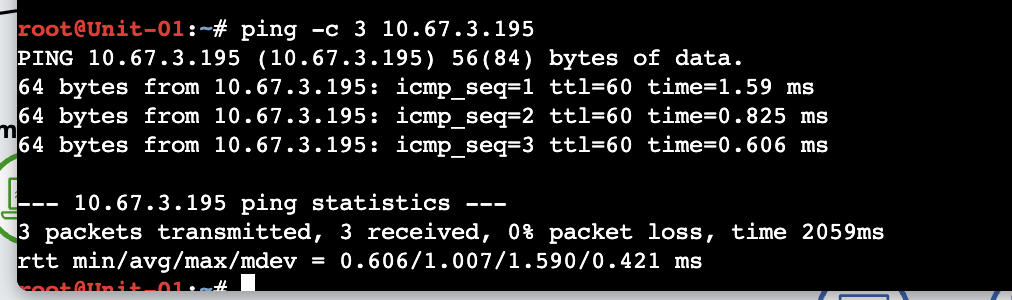 root@Unit-01:~# ping -c 3 10.67.3.195
PING 10.67.3.195 (10.67.3.195) 56(84) bytes of data.
64 bytes from 10.67.3.195: icmp_seq=1 ttl=60 time=1.59 ms
64 bytes from 10.67.3.195: icmp_seq=2 ttl=60 time=0.825 ms
64 bytes from 10.67.3.195: icmp_seq=3 ttl=60 time=0.606 ms
--- 10.67.3.195 ping statistics ---
3 packets transmitted, 3 received, 0% packet loss, time 2059ms
rtt min/avg/max/mdev = 0.606/1.007/1.590/0.421 ms
root@Unit-01:~#